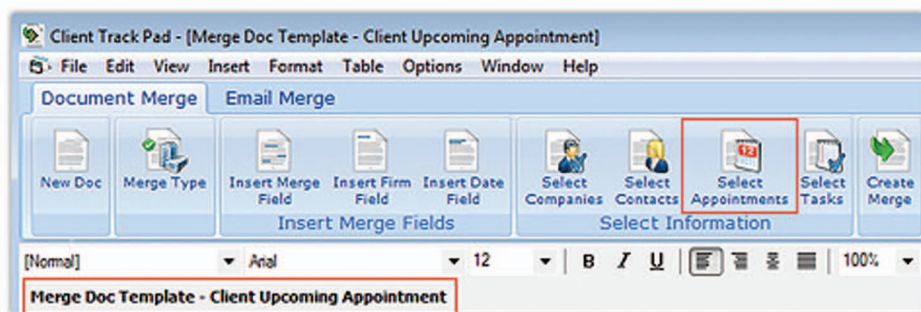 Client Track Pad - [Merge Doc Template - Client Upcoming Appointment]
File Edit View Insert Format Table Options Window Help
Document Merge Email Merge
New Doc Merge Type Insert Merge Field Insert Firm Field Insert Date Field Select Companies Select Contacts 12 Select Appointments Select Tasks Create Merge
Insert Merge Fields Select Information
[Normal] Arial 12 B I U 100%
Merge Doc Template - Client Upcoming Appointment